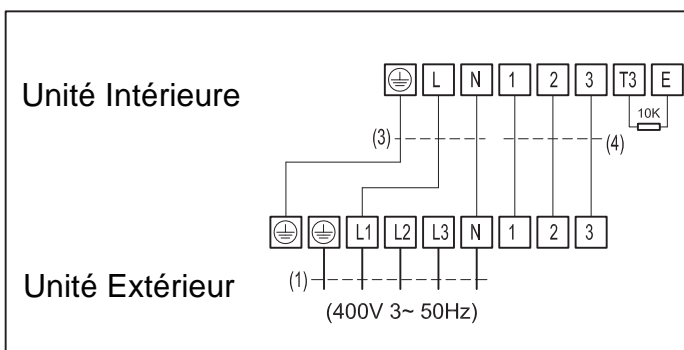 Unité Intérieure
L N 1 2 3 T3 E
10K
(3)
(4)
L1 L2 L3 N 1 2 3
Unité Extérieur
(1)
(400V 3~ 50Hz)